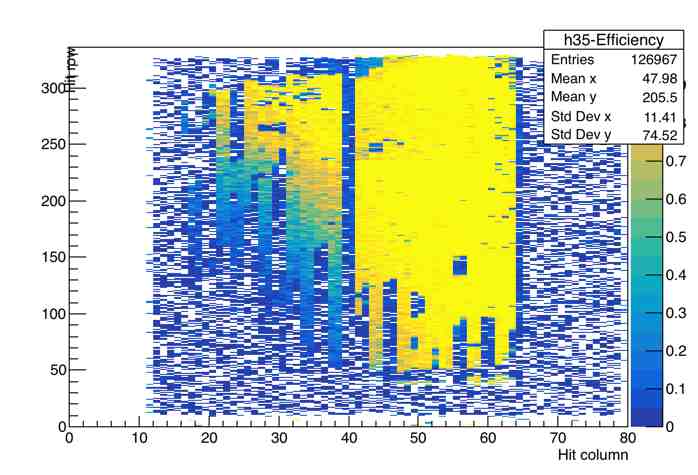 h35-Efficiency
Entries 126967
Mean x 47.98
Mean y 205.5
Std Dev x 11.41
Std Dev y 74.52
Hit row
300
250
200
150
100
50
0
0 10 20 30 40 50 60 70 80
Hit column
0.7
0.6
0.5
0.4
0.3
0.2
0.1
0